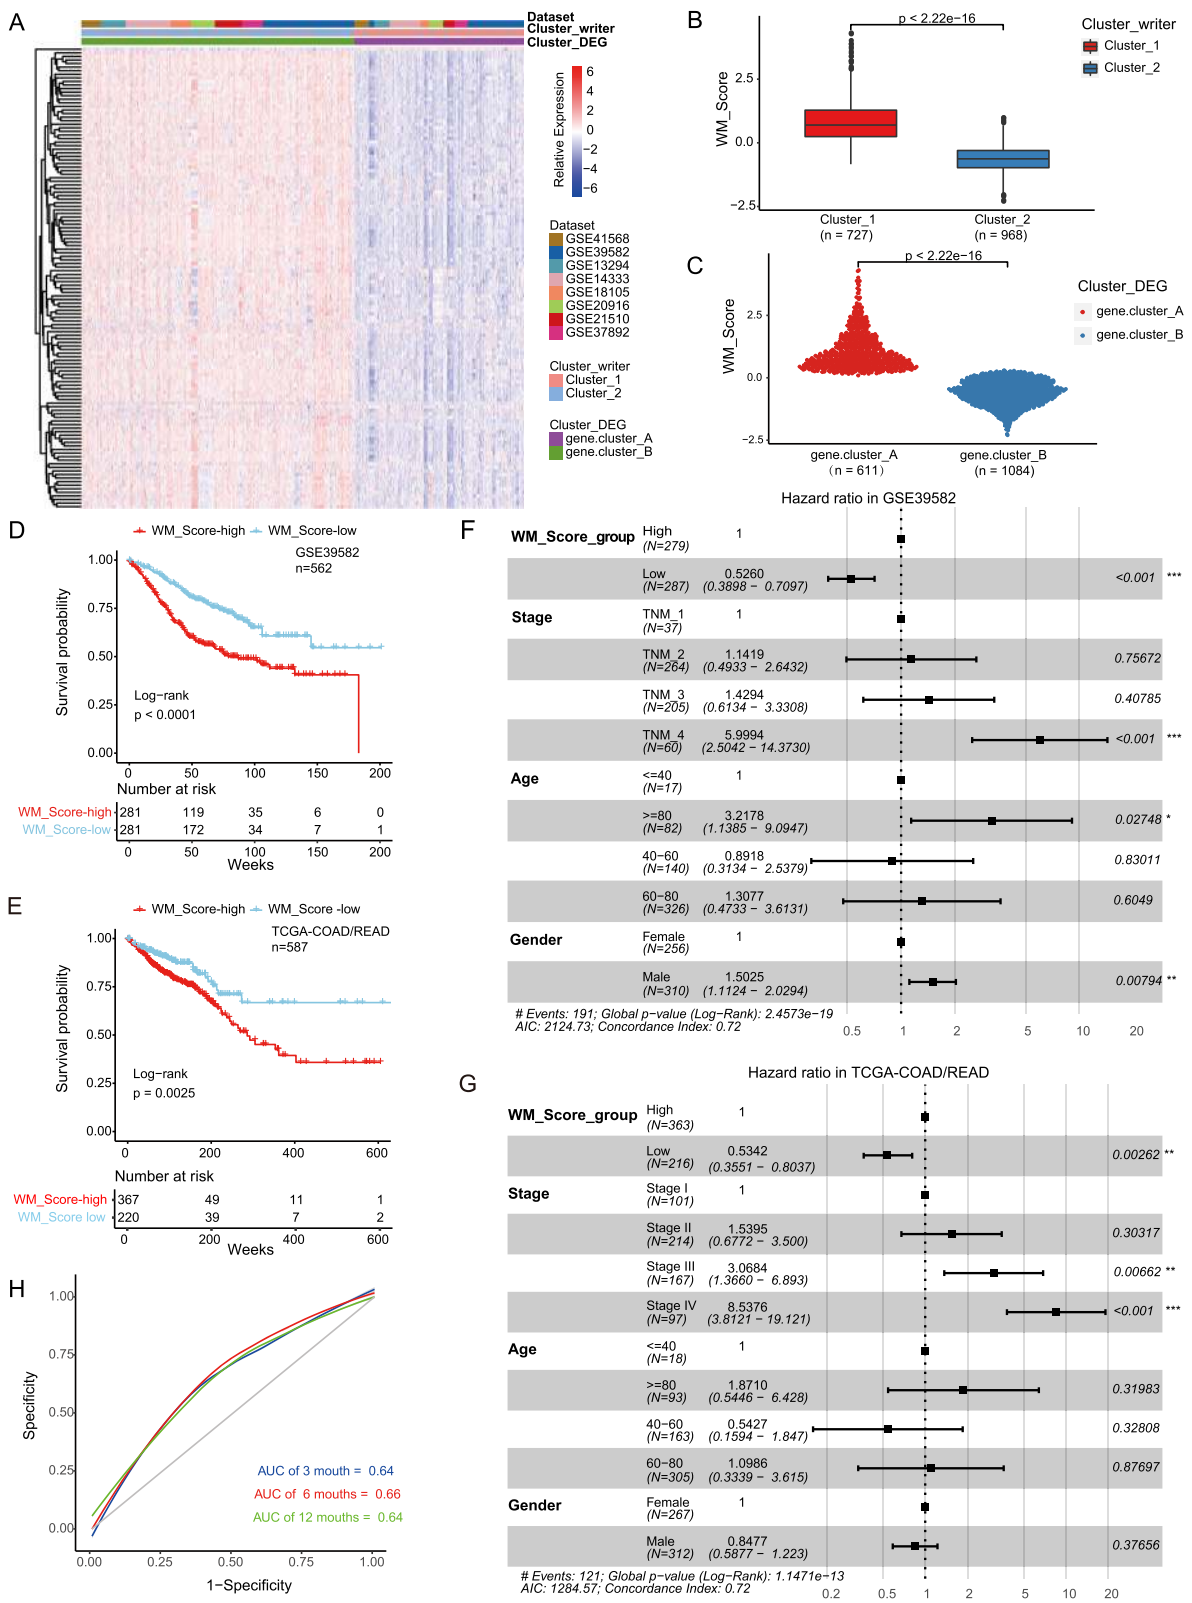 A
Dataset
Cluster_writer
Cluster_DEG
Relative Expression
6
4
2
0
−2
−4
−6
Dataset
GSE41568
GSE39582
GSE13294
GSE14333
GSE18105
GSE20916
GSE21510
GSE37892
Cluster_writer
Cluster_1
Cluster_2
Cluster_DEG
gene.cluster_A
gene.cluster_B
B
p < 2.22e−16
WM_Score
2.5
0.0
−2.5
Cluster_1
(n = 727)
Cluster_2
(n = 968)
Cluster_writer
Cluster_1
Cluster_2
C
p < 2.22e−16
WM_Score
2.5
0.0
−2.5
gene.cluster_A
(n = 611)
gene.cluster_B
(n = 1084)
Cluster_DEG
gene.cluster_A
gene.cluster_B
D
WM_Score-high WM_Score-low
GSE39582
n=562
Survival probability
1.00
0.75
0.50
0.25
0.00
Log−rank
p < 0.0001
0 50 100 150 200
Number at risk
WM_Score-high 281 119 35 6 0
WM_Score-low 281 172 34 7 1
0 50 100 150 200
Weeks
E
WM_Score-high WM_Score -low
TCGA-COAD/READ
n=587
Survival probability
1.00
0.75
0.50
0.25
0.00
Log−rank
p = 0.0025
0 200 400 600
Number at risk
WM_Score-high 367 49 11 1
WM_Score low 220 39 7 2
0 200 400 600
Weeks
F
Hazard ratio in GSE39582
WM_Score_group High 1
(N=279)
Low 0.5260 <0.001 ***
(N=287) (0.3898 − 0.7097)
Stage TNM_1 1
(N=37)
TNM_2 1.1419 0.75672
(N=264) (0.4933 − 2.6432)
TNM_3 1.4294 0.40785
(N=205) (0.6134 − 3.3308)
TNM_4 5.9994 <0.001 ***
(N=60) (2.5042 − 14.3730)
Age <=40 1
(N=17)
>=80 3.2178 0.02748 *
(N=82) (1.1385 − 9.0947)
40−60 0.8918 0.83011
(N=140) (0.3134 − 2.5379)
60−80 1.3077 0.6049
(N=326) (0.4733 − 3.6131)
Gender Female 1
(N=256)
Male 1.5025 0.00794 **
(N=310) (1.1124 − 2.0294)
# Events: 191; Global p−value (Log−Rank): 2.4573e−19
AIC: 2124.73; Concordance Index: 0.72
0.5 1 2 5 10 20
G
Hazard ratio in TCGA-COAD/READ
WM_Score_group High 1
(N=363)
Low 0.5342 0.00262 **
(N=216) (0.3551 − 0.8037)
Stage Stage I 1
(N=101)
Stage II 1.5395 0.30317
(N=214) (0.6772 − 3.500)
Stage III 3.0684 0.00662 **
(N=167) (1.3660 − 6.893)
Stage IV 8.5376 <0.001 ***
(N=97) (3.8121 − 19.121)
Age <=40 1
(N=18)
>=80 1.8710 0.31983
(N=93) (0.5446 − 6.428)
40−60 0.5427 0.32808
(N=163) (0.1594 − 1.847)
60−80 1.0986 0.87697
(N=305) (0.3339 − 3.615)
Gender Female 1
(N=267)
Male 0.8477 0.37656
(N=312) (0.5877 − 1.223)
# Events: 121; Global p−value (Log−Rank): 1.1471e−13
AIC: 1284.57; Concordance Index: 0.72
0.2 0.5 1 2 5 10 20
H
Specificity
1.00
0.75
0.50
0.25
0.00
AUC of 3 mouth = 0.64
AUC of 6 mouths = 0.66
AUC of 12 mouths = 0.64
0.00 0.25 0.50 0.75 1.00
1−Specificity